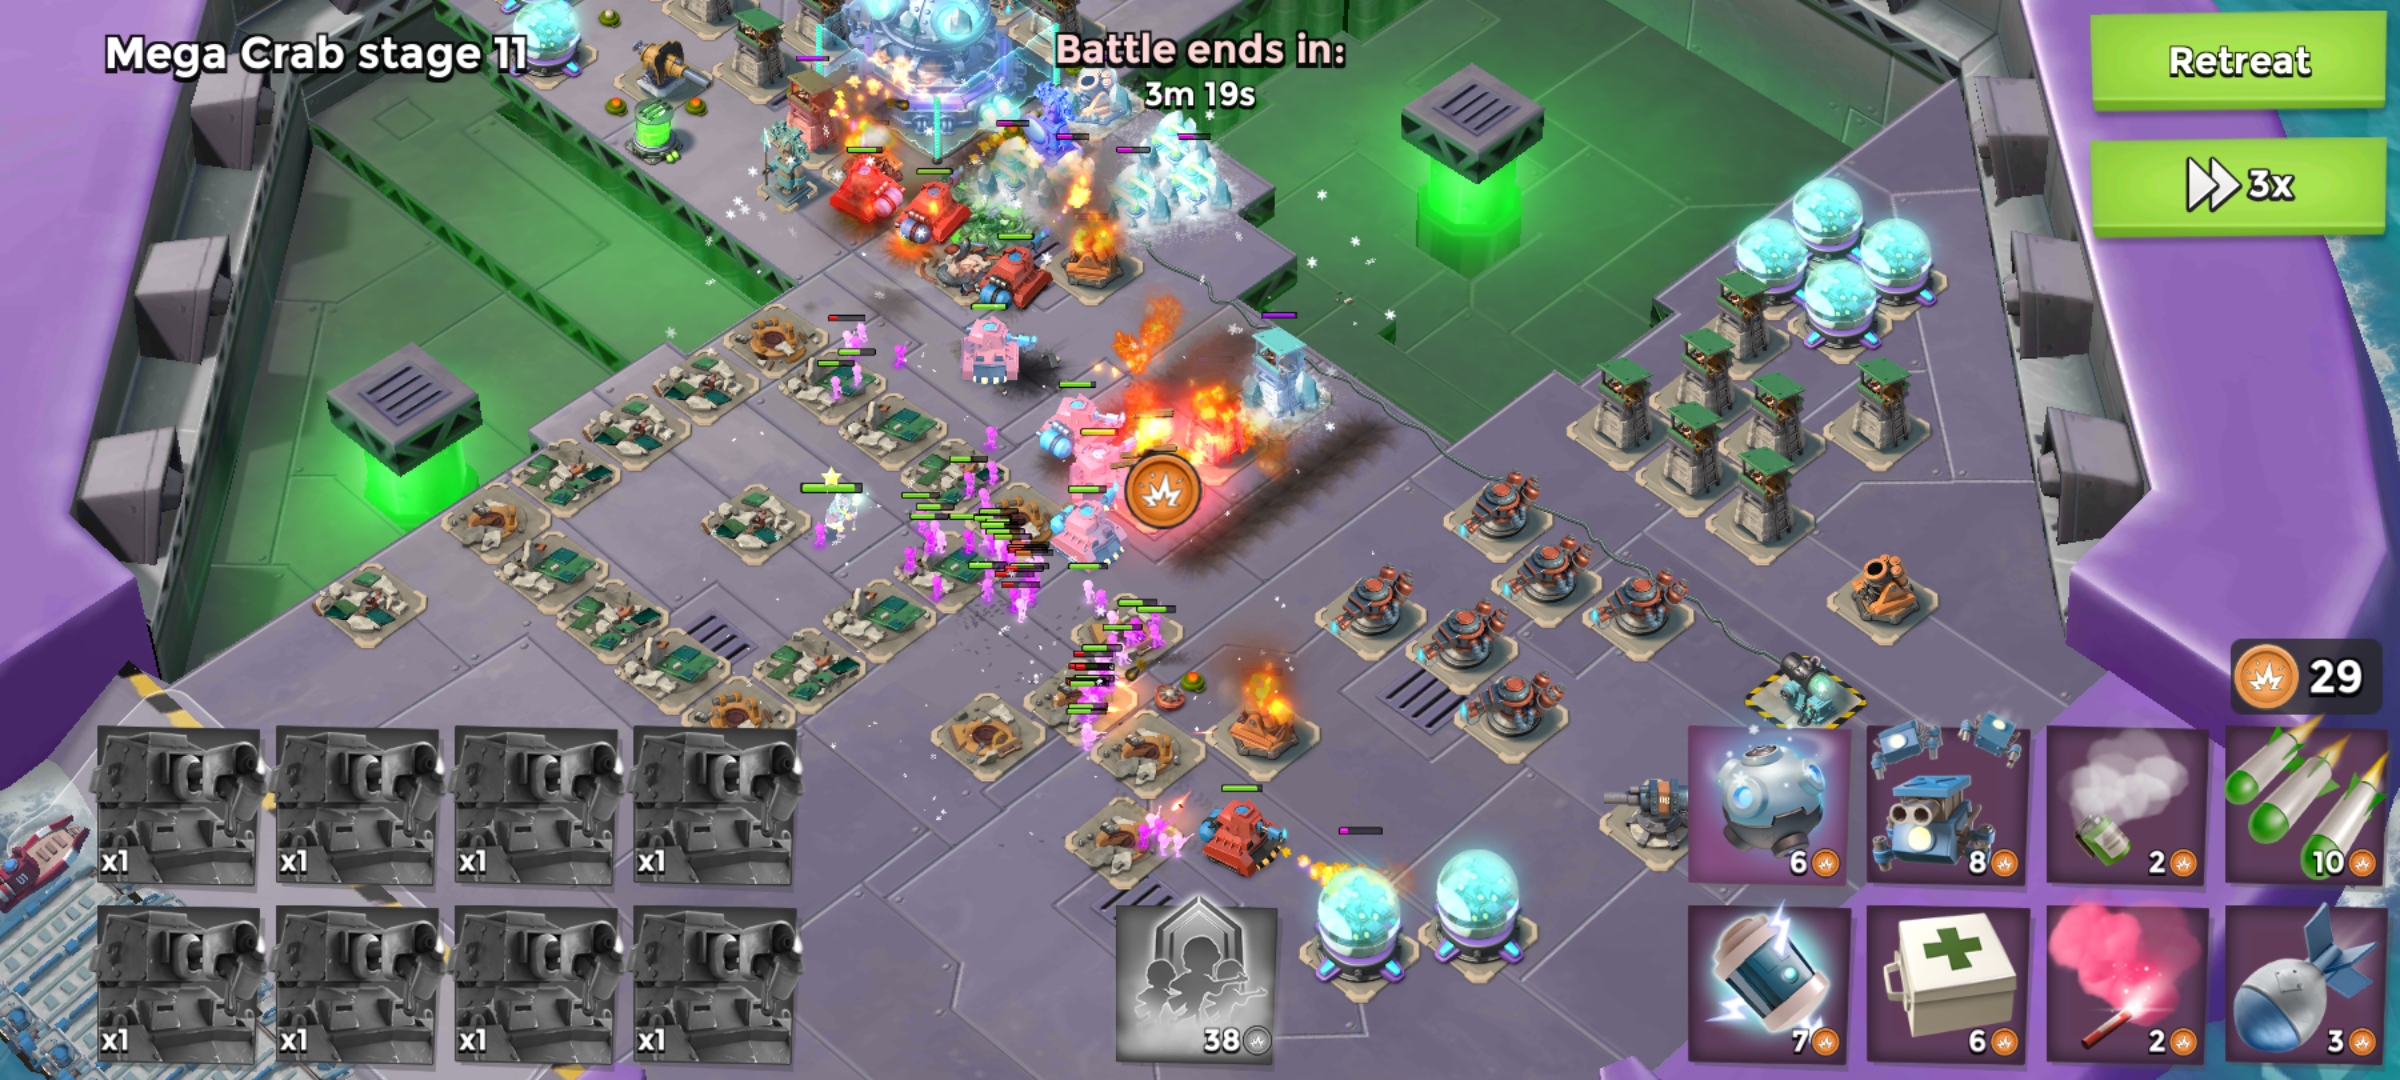 Mega Crab stage 11
Battle ends in:
3m 19s
Retreat
3x
29
x1
x1
x1
x1
6
8
2
10
x1
x1
x1
x1
38
7
6
2
3